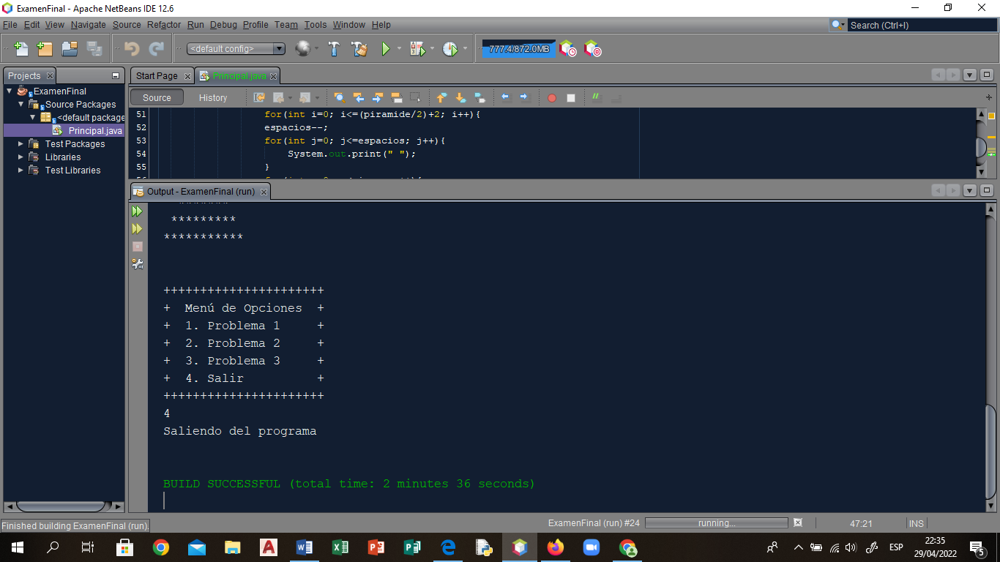 ExamenFinal - Apache NetBeans IDE 12.6
File Edit View Navigate Source Refactor Run Debug Profile Team Tools Window Help
Search (Ctrl+I)
<default config>
777.4/872.0MB
Projects
Start Page
Principal.java
ExamenFinal
Source Packages
<default package
Principal.java
Test Packages
Libraries
Test Libraries
Source History
51 for(int i=0; i<=(piramide/2)+2; i++){
52 espacios--;
53 for(int j=0; j<=espacios; j++){
54 System.out.print(" ");
55 }
Output - ExamenFinal (run)
*********
***********
++++++++++++++++++++++
+  Menú de Opciones  +
+  1. Problema 1     +
+  2. Problema 2     +
+  3. Problema 3     +
+  4. Salir          +
++++++++++++++++++++++
4
Saliendo del programa
BUILD SUCCESSFUL (total time: 2 minutes 36 seconds)
Finished building ExamenFinal (run).
ExamenFinal (run) #24
running...
47:21
INS
ESP
22:35
29/04/2022
5